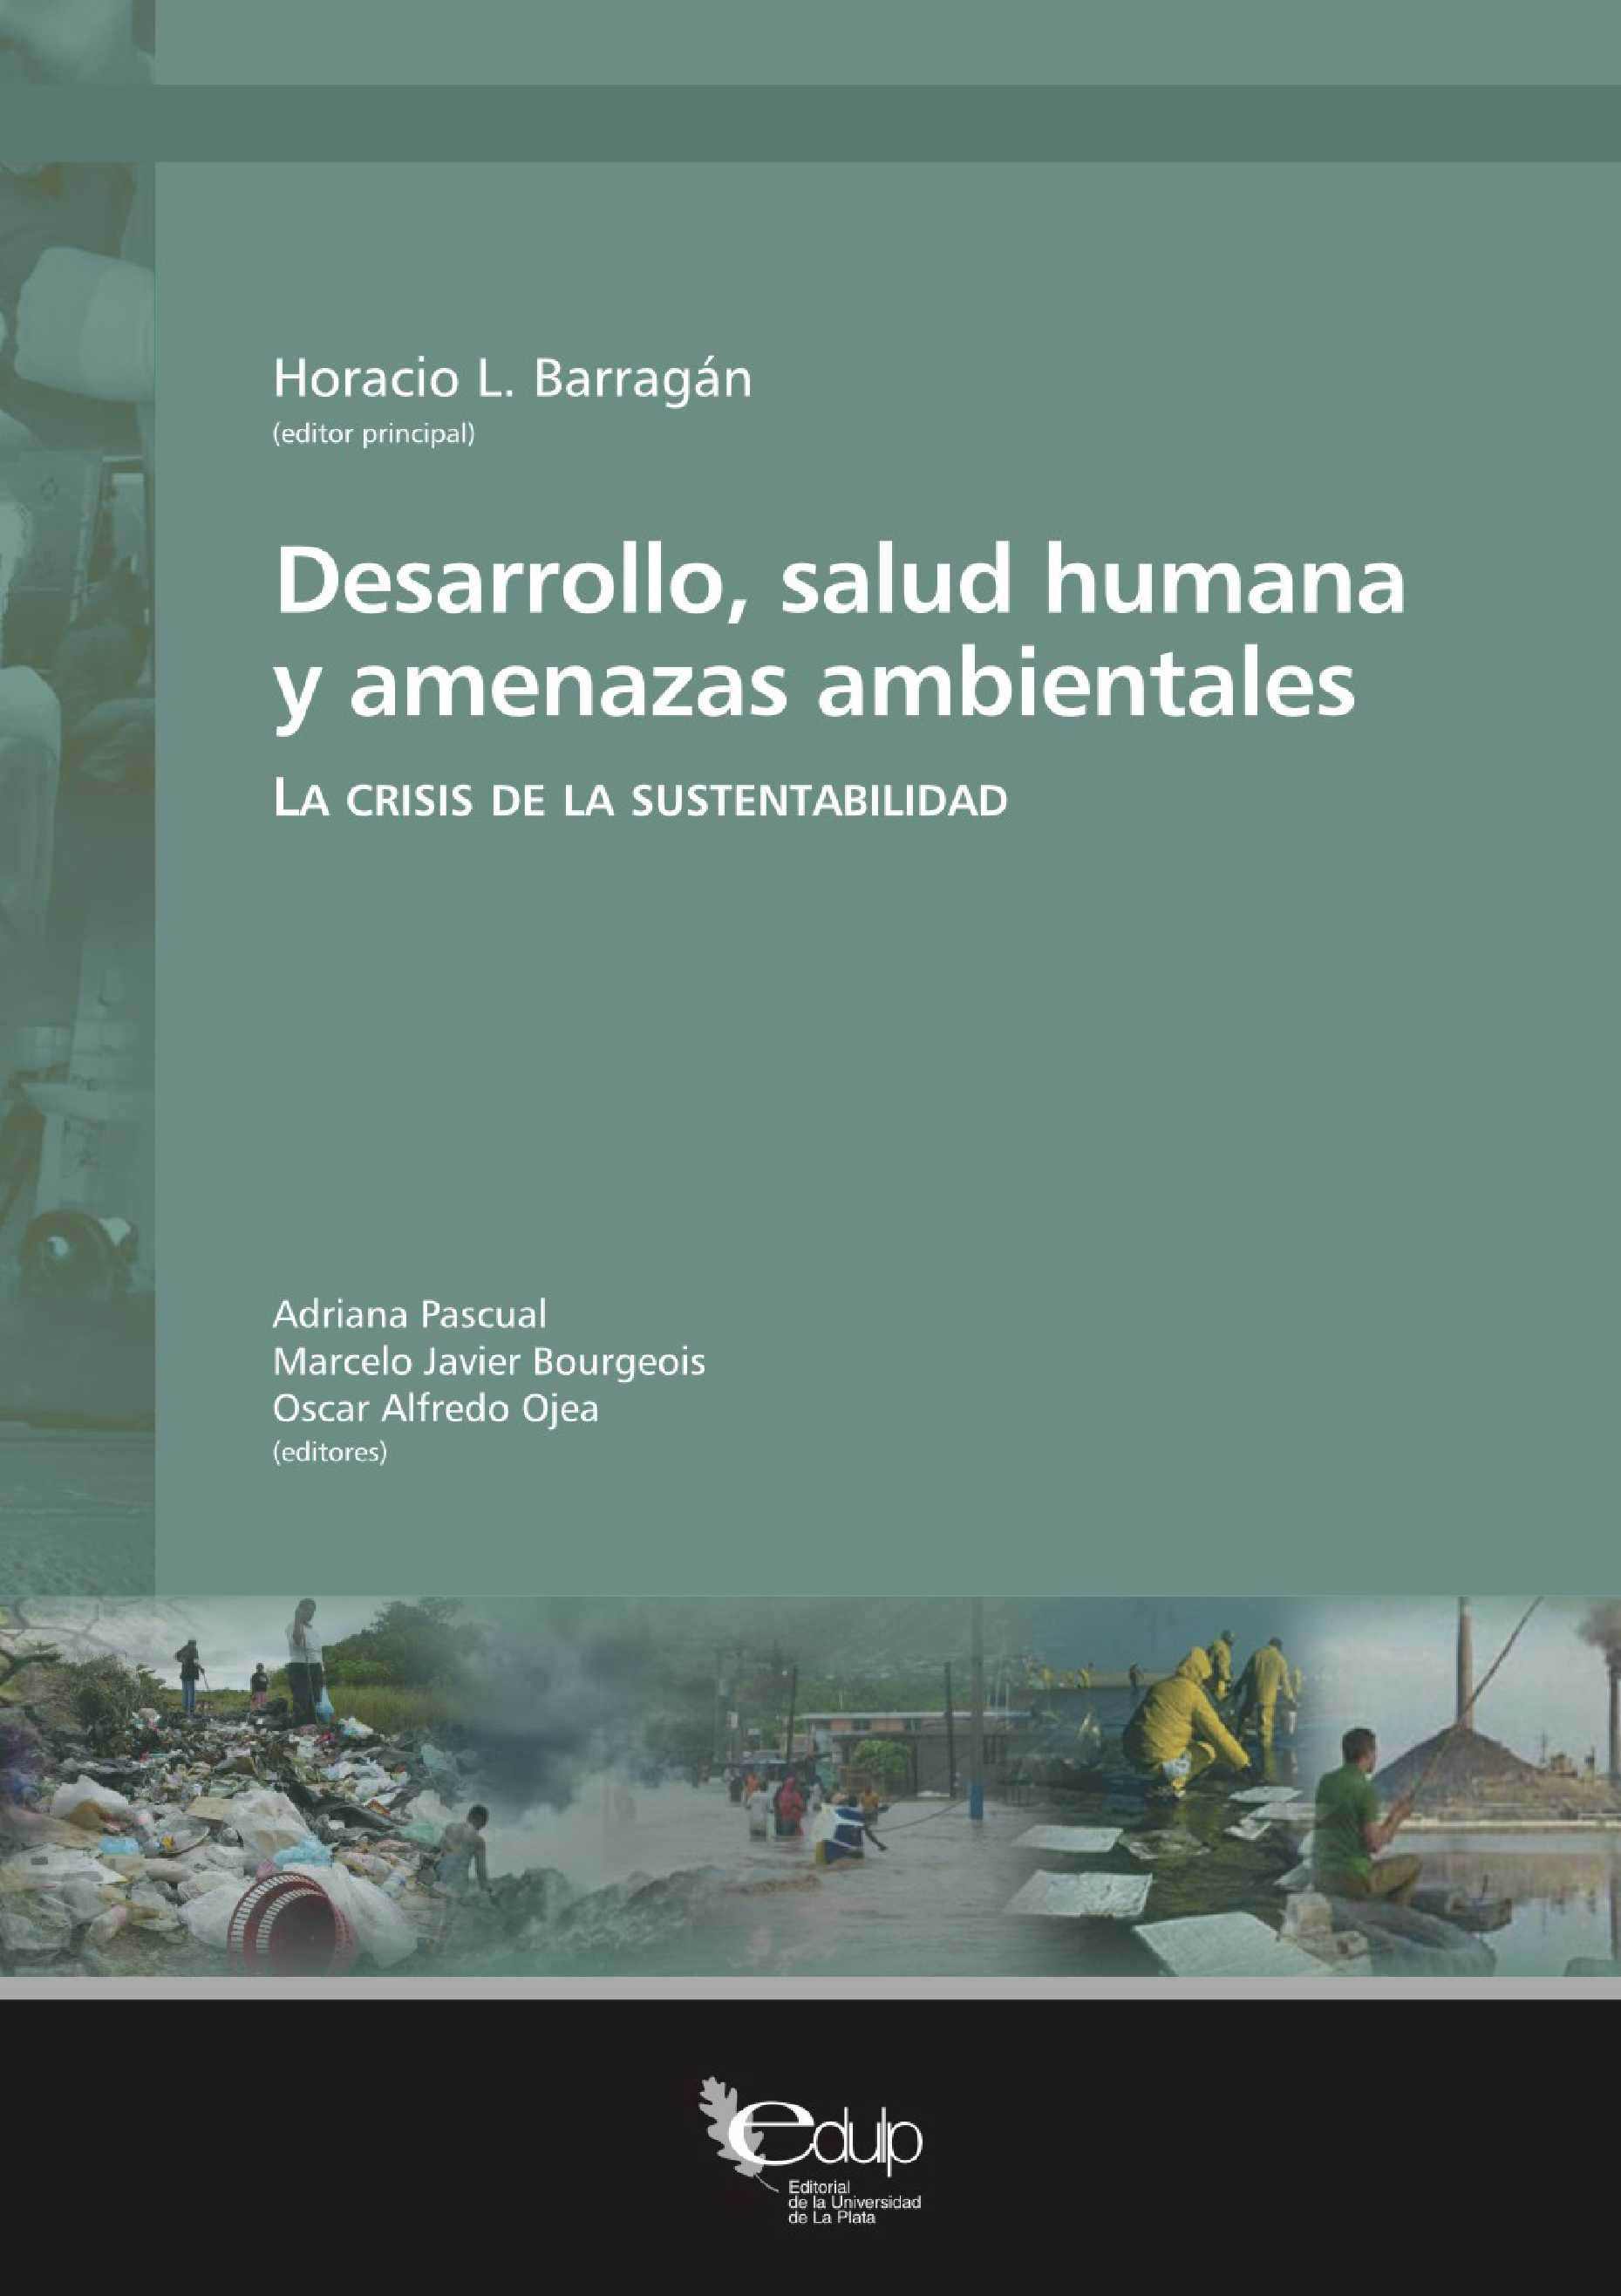 Horacio L. Barragán
(editor principal)
Desarrollo, salud humana
y amenazas ambientales
LA CRISIS DE LA SUSTENTABILIDAD
Adriana Pascual
Marcelo Javier Bourgeois
Oscar Alfredo Ojea
(editores)
edulp
Editorial
de la Universidad
de La Plata